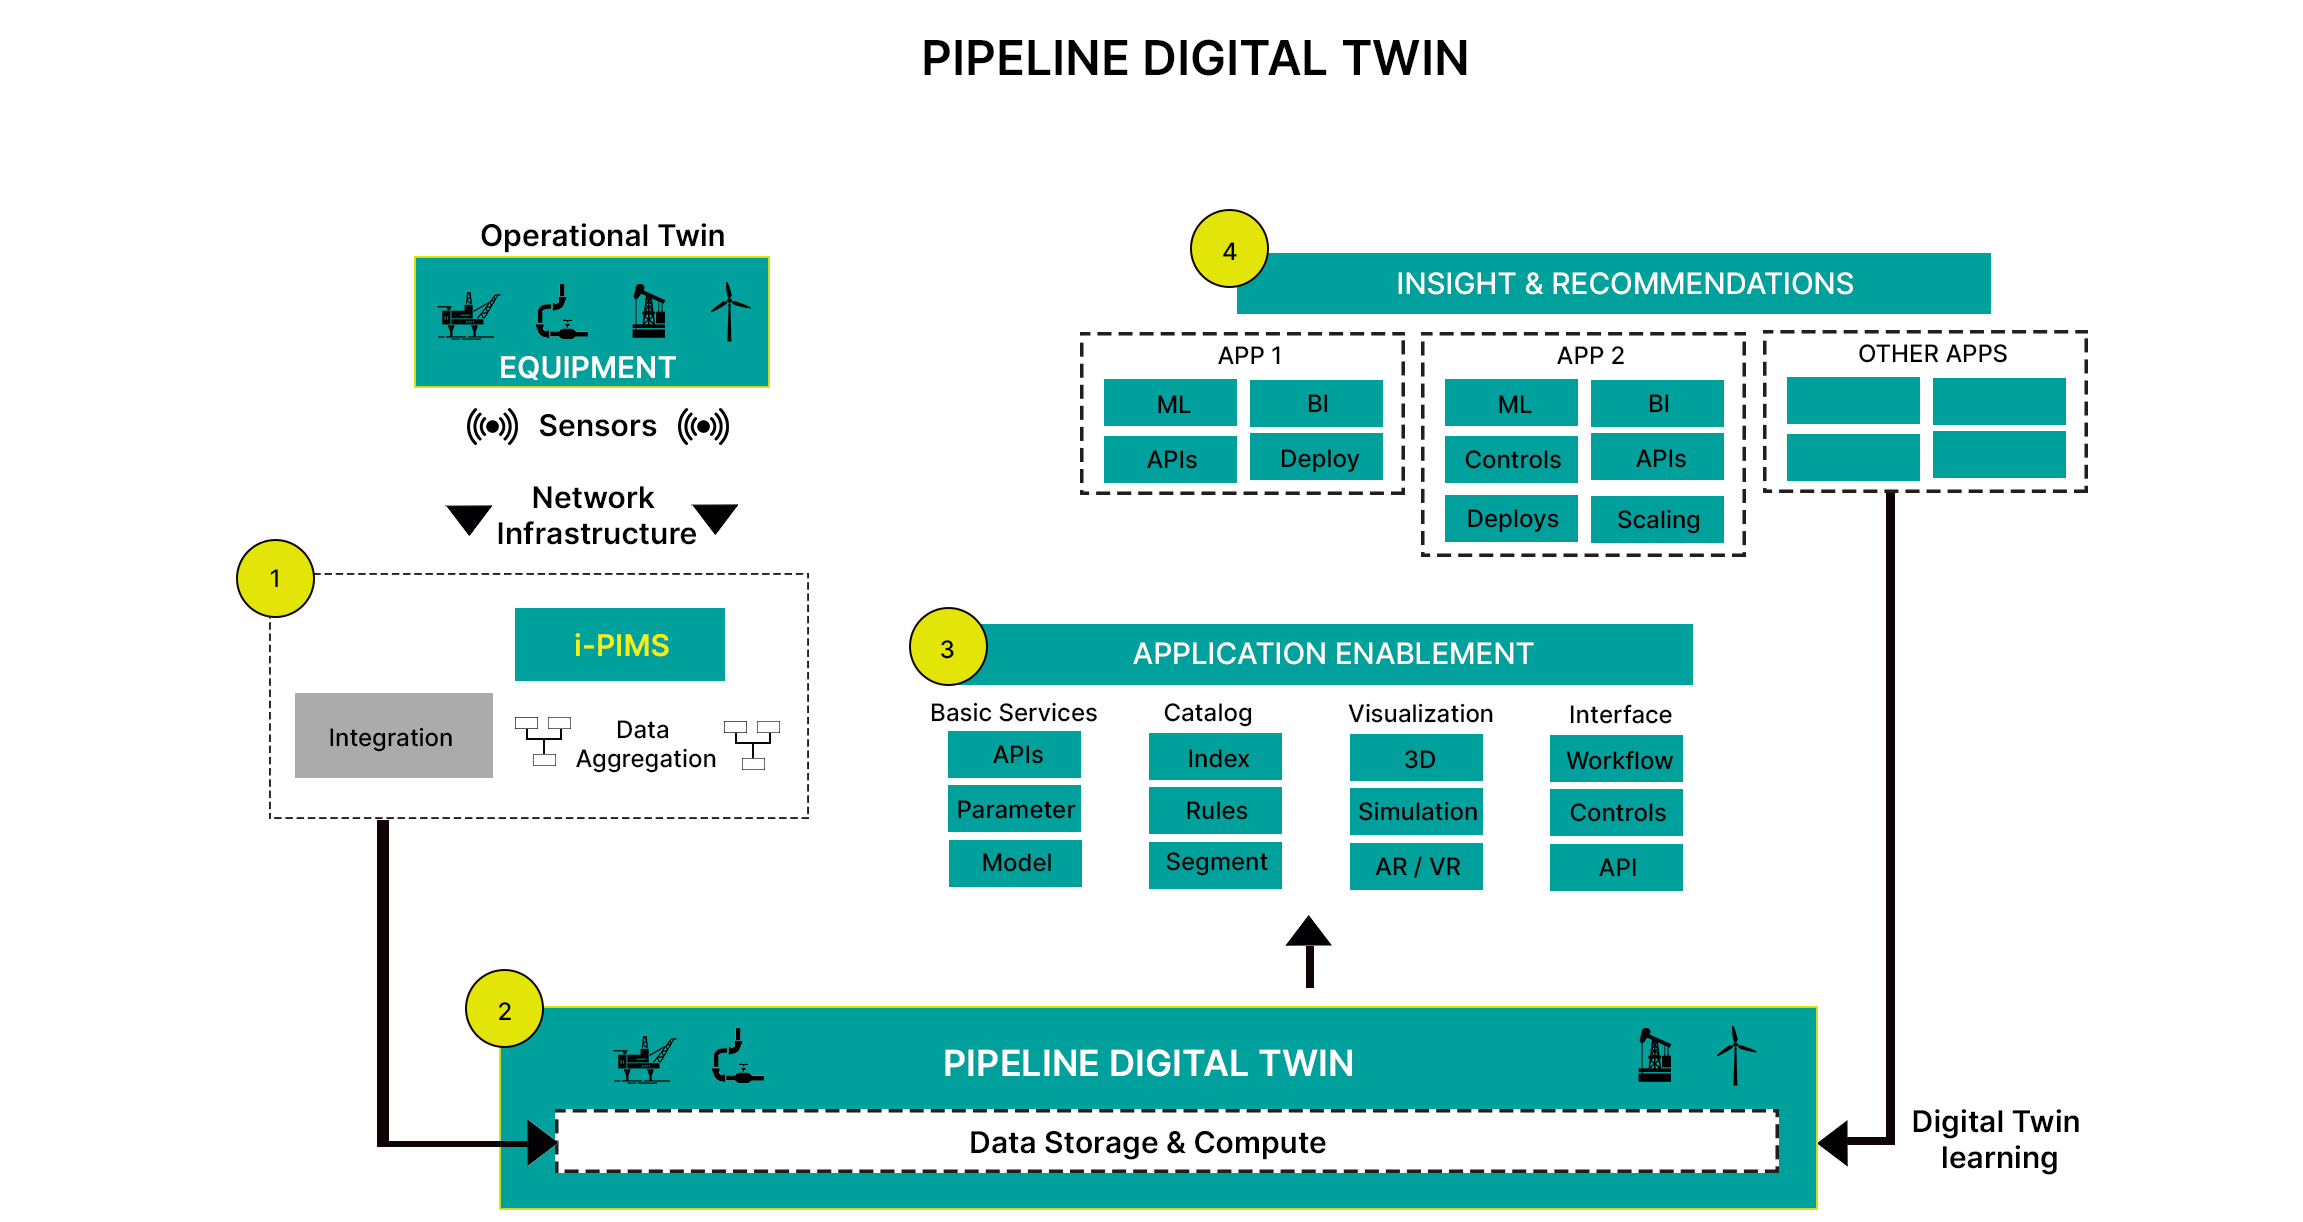 PIPELINE DIGITAL TWIN
Operational Twin
EQUIPMENT
Sensors
Network
Infrastructure
1
i-PIMS
Integration
Data
Aggregation
4
INSIGHT & RECOMMENDATIONS
APP 1
ML
BI
APIs
Deploy
APP 2
ML
BI
Controls
APIs
Deploys
Scaling
OTHER APPS
3
APPLICATION ENABLEMENT
Basic Services
APIs
Parameter
Model
Catalog
Index
Rules
Segment
Visualization
3D
Simulation
AR / VR
Interface
Workflow
Controls
API
2
PIPELINE DIGITAL TWIN
Data Storage & Compute
Digital Twin
learning